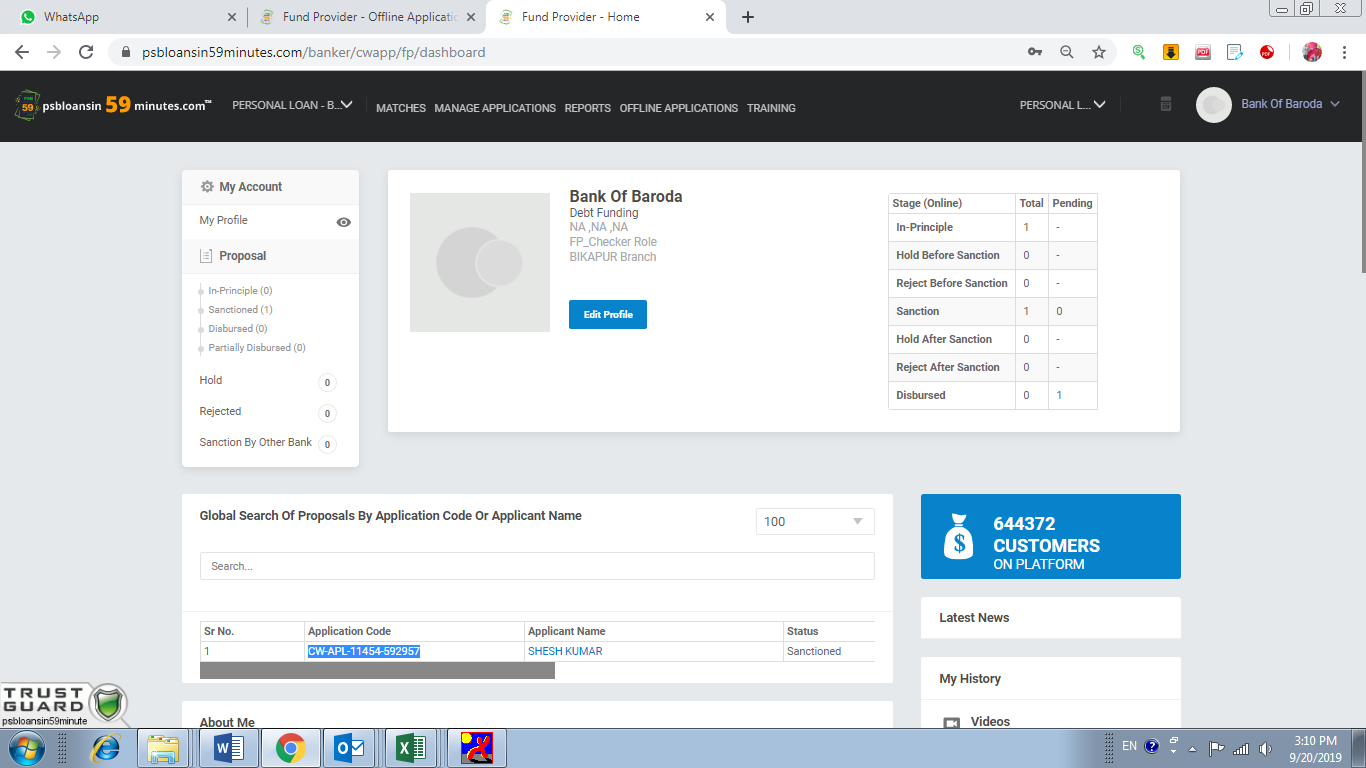 WhatsApp
Fund Provider - Offline Applicatio
Fund Provider - Home
psbloansin59minutes.com/banker/cwapp/fp/dashboard
psbloansin 59 minutes.com™
PERSONAL LOAN - B...
MATCHES
MANAGE APPLICATIONS
REPORTS
OFFLINE APPLICATIONS
TRAINING
PERSONAL L...
Bank Of Baroda
My Account
My Profile
Proposal
In-Principle (0)
Sanctioned (1)
Disbursed (0)
Partially Disbursed (0)
Hold 0
Rejected 0
Sanction By Other Bank 0
Bank Of Baroda
Debt Funding
NA ,NA ,NA
FP_Checker Role
BIKAPUR Branch
Edit Profile
Stage (Online) Total Pending
In-Principle 1 -
Hold Before Sanction 0 -
Reject Before Sanction 0 -
Sanction 1 0
Hold After Sanction 0 -
Reject After Sanction 0 -
Disbursed 0 1
Global Search Of Proposals By Application Code Or Applicant Name
100
Search...
Sr No. Application Code Applicant Name Status
1 CW-APL-11454-592957 SHESH KUMAR Sanctioned
644372
CUSTOMERS
ON PLATFORM
Latest News
My History
Videos
About Me
TRUST
GUARD
psbloansin59minute
EN
3:10 PM
9/20/2019